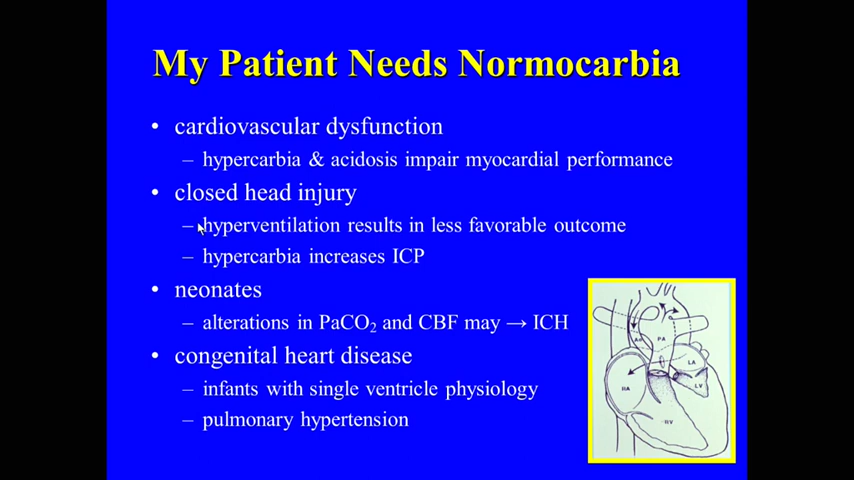 My Patient Needs Normocarbia
• cardiovascular dysfunction
– hypercarbia & acidosis impair myocardial performance
• closed head injury
– hyperventilation results in less favorable outcome
– hypercarbia increases ICP
• neonates
– alterations in PaCO₂ and CBF may → ICH
• congenital heart disease
– infants with single ventricle physiology
– pulmonary hypertension
Ao
PA
LA
RA
LV
RV